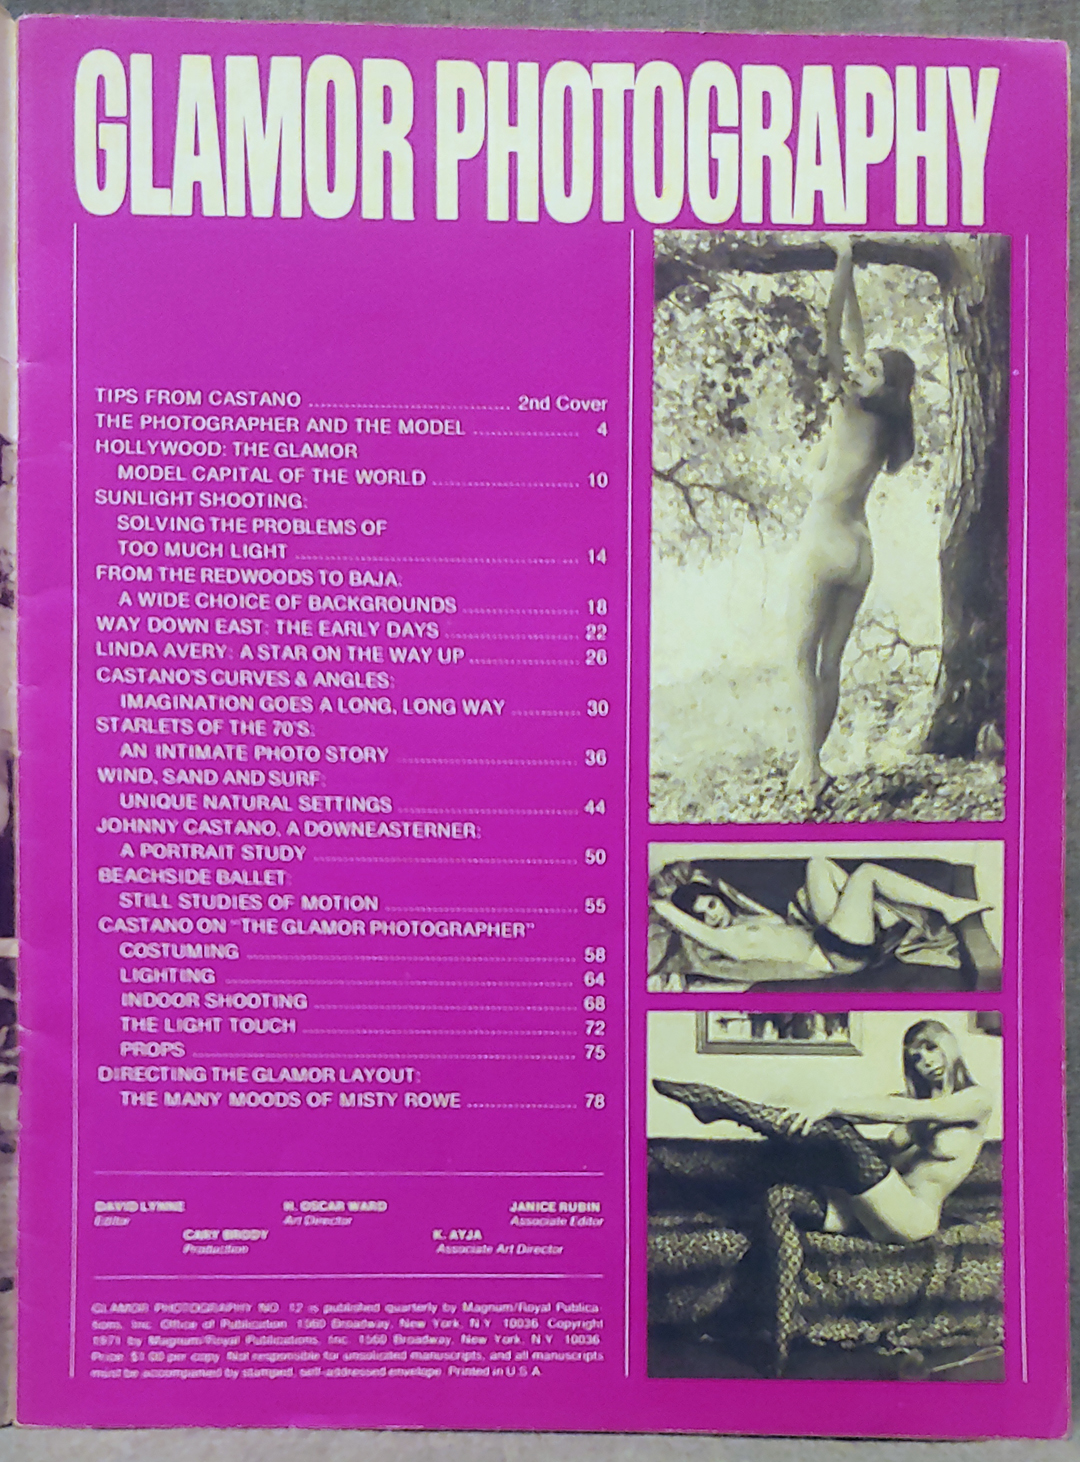 GLAMOR PHOTOGRAPHY
TIPS FROM CASTANO ........ 2nd Cover
THE PHOTOGRAPHER AND THE MODEL ........ 4
HOLLYWOOD: THE GLAMOR
MODEL CAPITAL OF THE WORLD ........ 10
SUNLIGHT SHOOTING:
SOLVING THE PROBLEMS OF
TOO MUCH LIGHT ........ 14
FROM THE REDWOODS TO BAJA:
A WIDE CHOICE OF BACKGROUNDS ........ 18
WAY DOWN EAST: THE EARLY DAYS ........ 22
LINDA AVERY: A STAR ON THE WAY UP ........ 26
CASTANO'S CURVES & ANGLES:
IMAGINATION GOES A LONG, LONG WAY ........ 30
STARLETS OF THE 70'S:
AN INTIMATE PHOTO STORY ........ 36
WIND, SAND AND SURF:
UNIQUE NATURAL SETTINGS ........ 44
JOHNNY CASTANO, A DOWNEASTERNER:
A PORTRAIT STUDY ........ 50
BEACHSIDE BALLET:
STILL STUDIES OF MOTION ........ 55
CASTANO ON "THE GLAMOR PHOTOGRAPHER"
COSTUMING ........ 58
LIGHTING ........ 64
INDOOR SHOOTING ........ 68
THE LIGHT TOUCH ........ 72
PROPS ........ 75
DIRECTING THE GLAMOR LAYOUT:
THE MANY MOODS OF MISTY ROWE ........ 78
DAVID LYNNE H. OSCAR WARD JANICE RUBIN
Editor Art Director Associate Editor
CARY BRODY K. AYJA
Production Associate Art Director
GLAMOR PHOTOGRAPHY NO. 12 is published quarterly by Magnum/Royal Publica-
tions, Inc. Office of Publication 1560 Broadway, New York, N.Y. 10036. Copyright
1971 by Magnum/Royal Publications, Inc. 1560 Broadway, New York, N.Y. 10036.
Price: $1.00 per copy. Not responsible for unsolicited manuscripts, and all manuscripts
must be accompanied by stamped, self-addressed envelope. Printed in U.S.A.